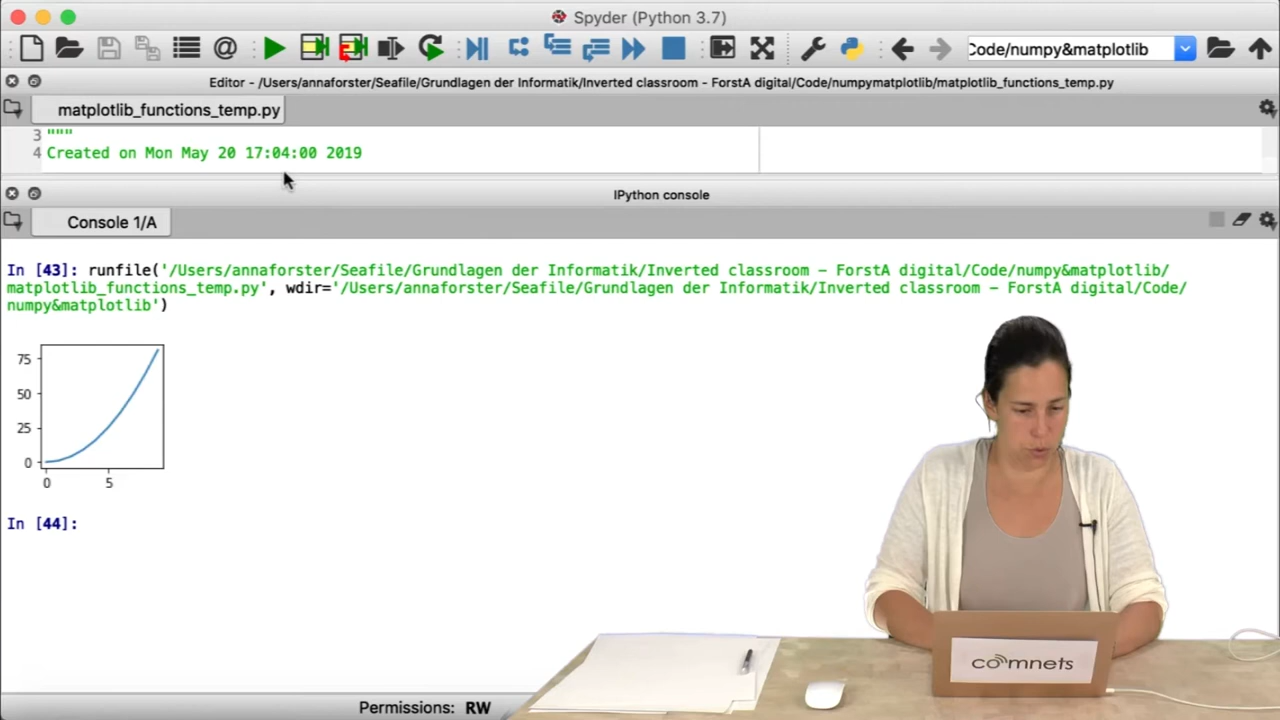 Spyder (Python 3.7)
Code/numpy&matplotlib
Editor - /Users/annaforster/Seafile/Grundlagen der Informatik/Inverted classroom - ForstA digital/Code/numpymatplotlib/matplotlib_functions_temp.py
matplotlib_functions_temp.py
3 """
4 Created on Mon May 20 17:04:00 2019
IPython console
Console 1/A
In [43]: runfile('/Users/annaforster/Seafile/Grundlagen der Informatik/Inverted classroom - ForstA digital/Code/numpy&matplotlib/
matplotlib_functions_temp.py', wdir='/Users/annaforster/Seafile/Grundlagen der Informatik/Inverted classroom - ForstA digital/Code/
numpy&matplotlib')
75
50
25
0
0 5
In [44]:
comnets
Permissions: RW